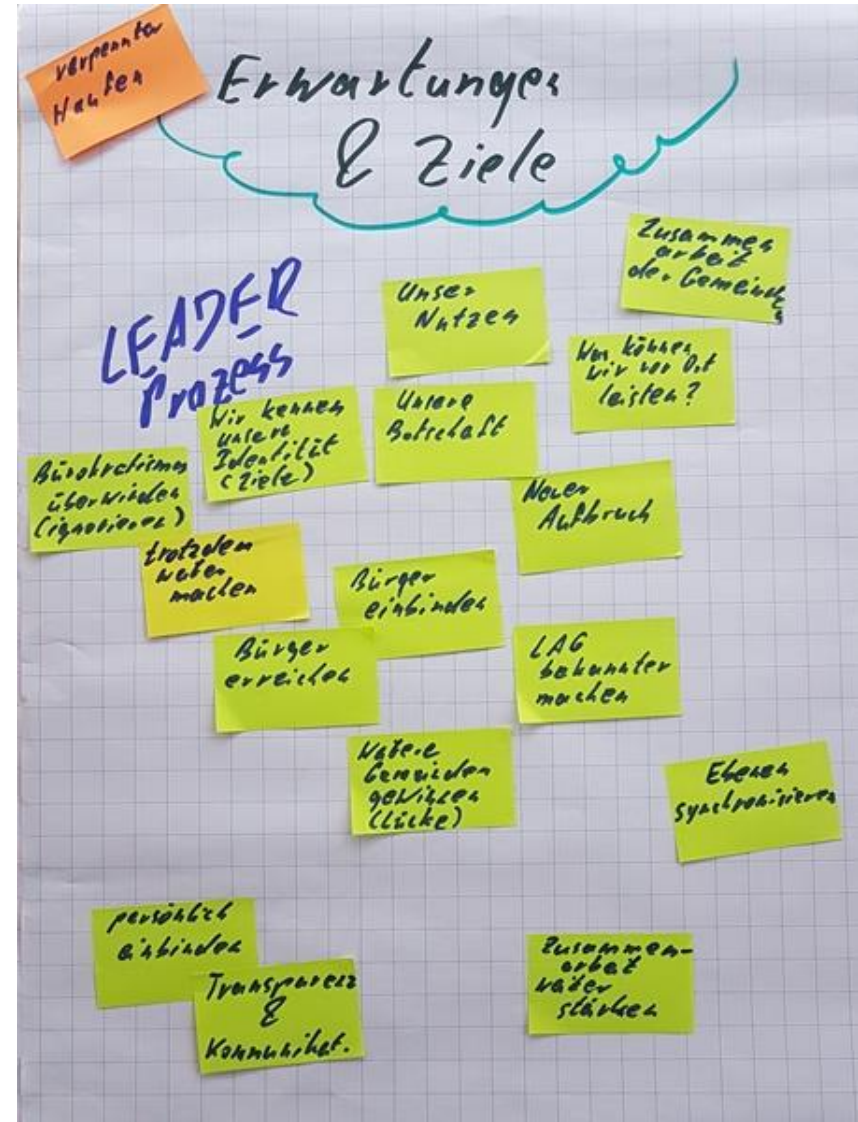 verpennter
Haufen
Erwartungen
& Ziele
LEADER
Prozess
Zusammen
arbeit
der Gemeinden
Unser
Nutzen
Was können
wir vor Ort
leisten?
Wir kennen
unsere
Identität
(Ziele)
Unsere
Botschaft
Bürokratismus
überwinden
(ignorieren)
trotzdem
weiter
machen
Neuer
Aufbruch
Bürger
einbinden
Bürger
erreichen
LAG
bekannter
machen
Weitere
Gemeinden
gewinnen
(Lücke)
Ebenen
synchronisieren
persönlich
einbinden
Transparenz
&
Kommunikat.
Zusammen-
arbeit
weiter
stärken